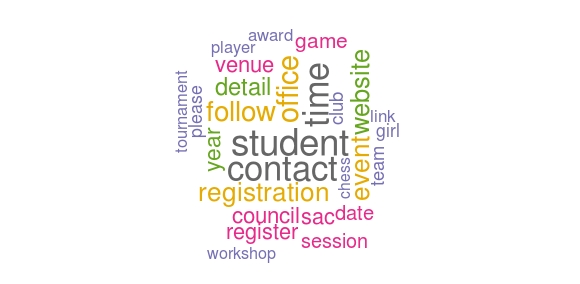 award
player
game
venue
office
time
website
detail
tournament
please
follow
club
link
girl
year
student
contact
event
team
chess
registration
council
sac
date
register
session
workshop